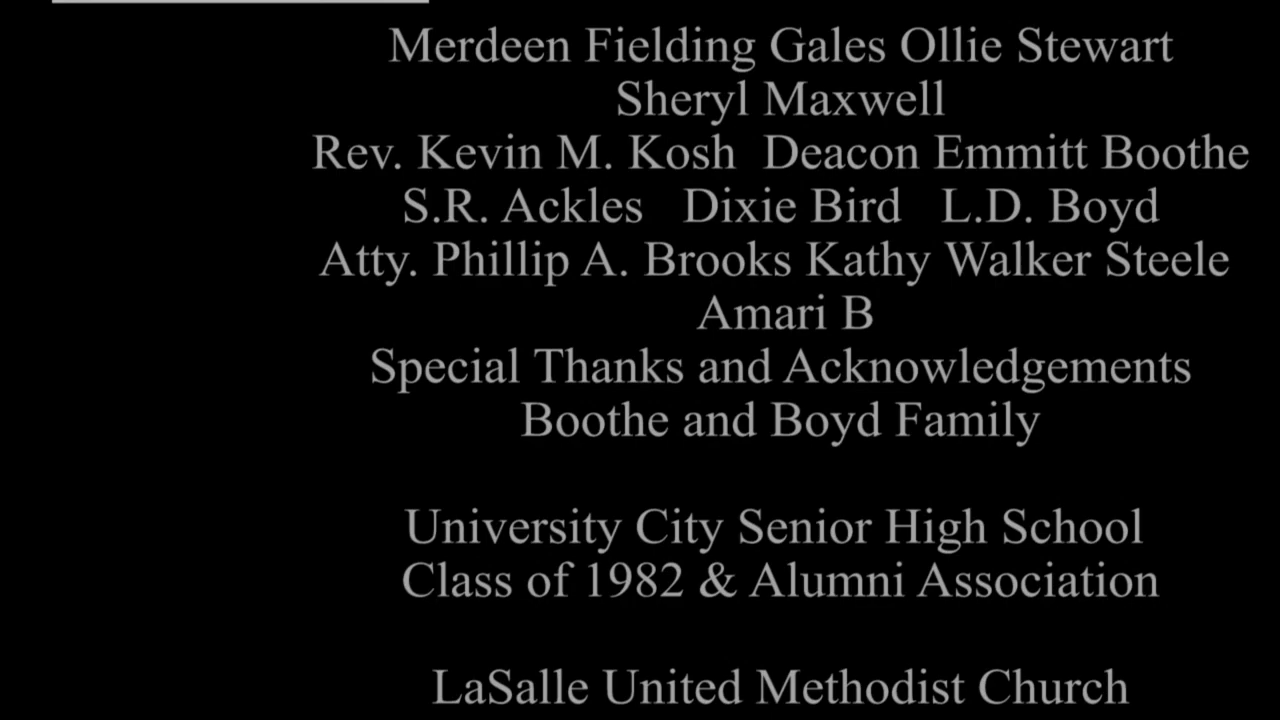 Merdeen Fielding Gales Ollie Stewart
Sheryl Maxwell
Rev. Kevin M. Kosh  Deacon Emmitt Boothe
S.R. Ackles   Dixie Bird   L.D. Boyd
Atty. Phillip A. Brooks Kathy Walker Steele
Amari B
Special Thanks and Acknowledgements
Boothe and Boyd Family
University City Senior High School
Class of 1982 & Alumni Association
LaSalle United Methodist Church